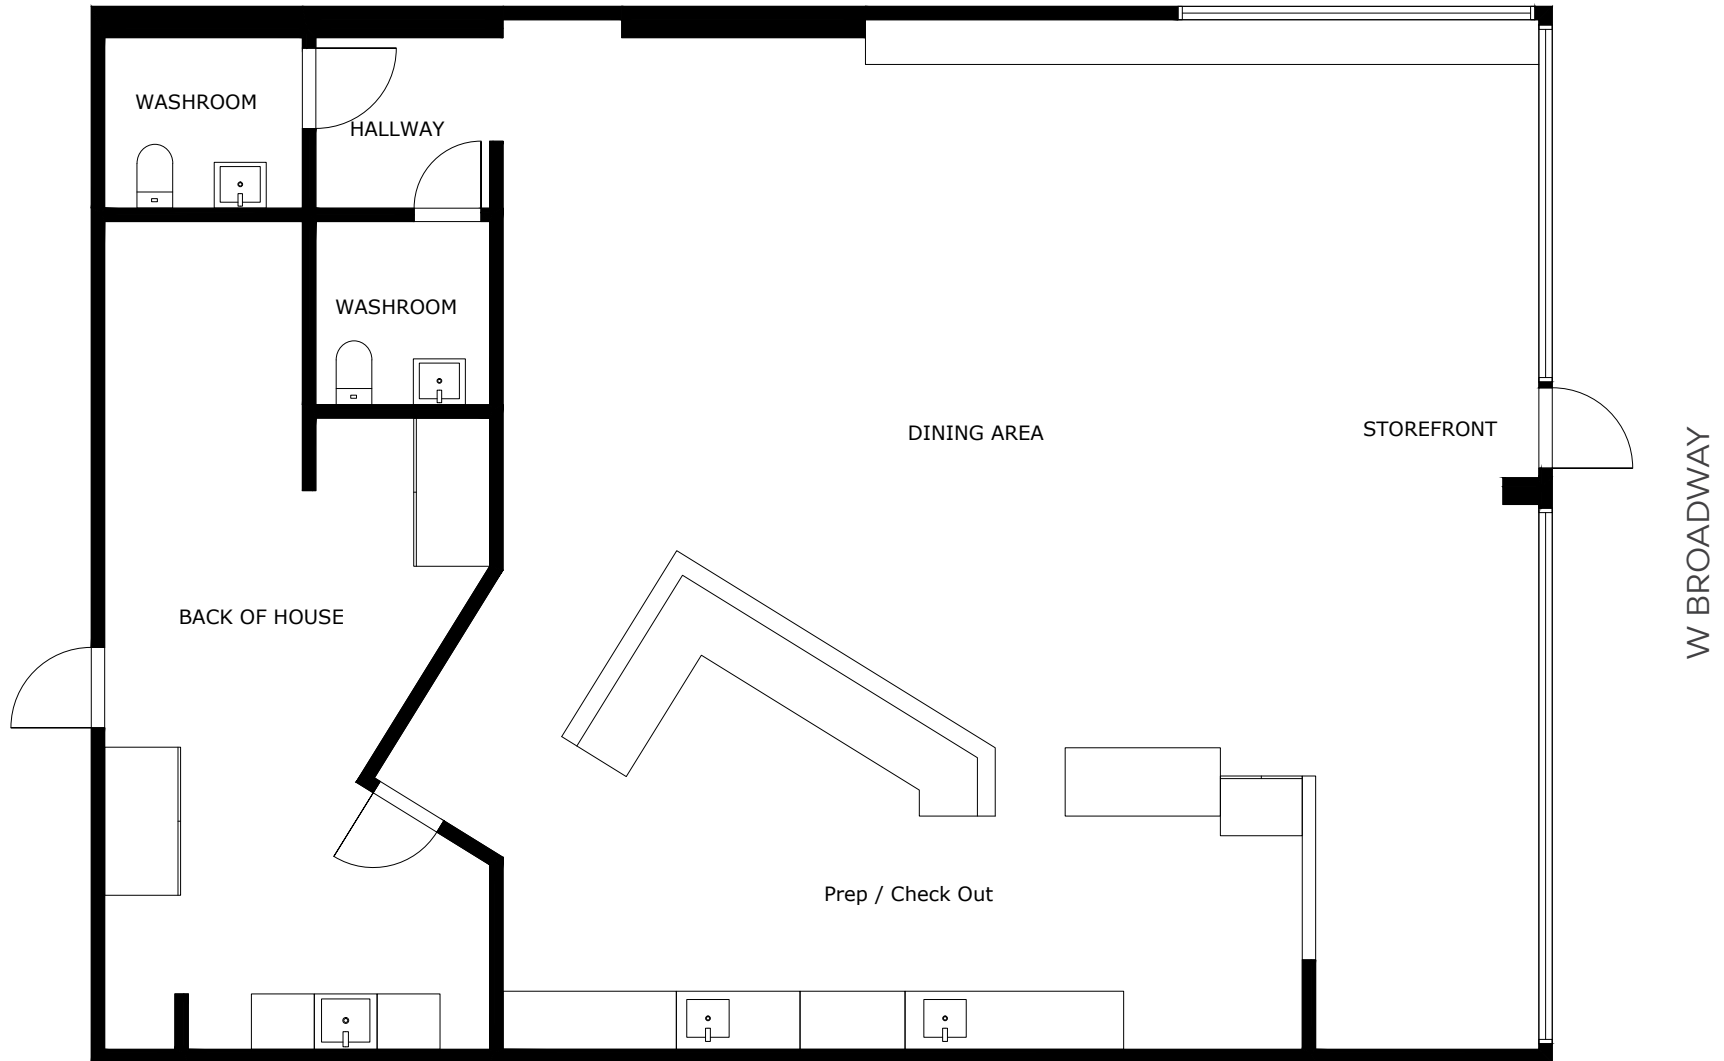 WASHROOM
HALLWAY
WASHROOM
DINING AREA
STOREFRONT
W BROADWAY
BACK OF HOUSE
Prep / Check Out